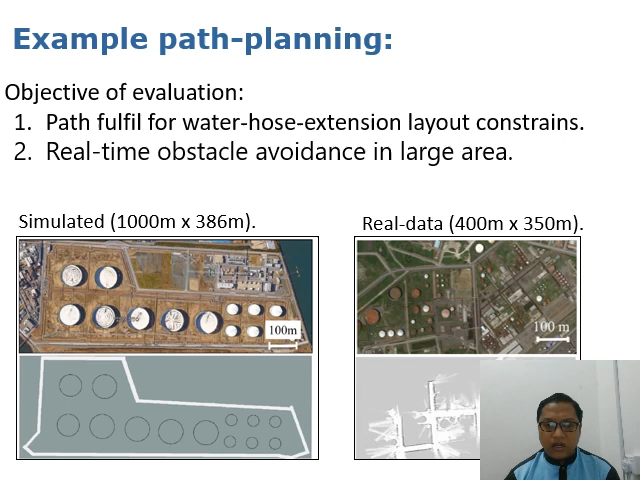 Example path-planning:
Objective of evaluation:
1. Path fulfil for water-hose-extension layout constrains.
2. Real-time obstacle avoidance in large area.
Simulated (1000m x 386m).
Real-data (400m x 350m).
100m
100 m